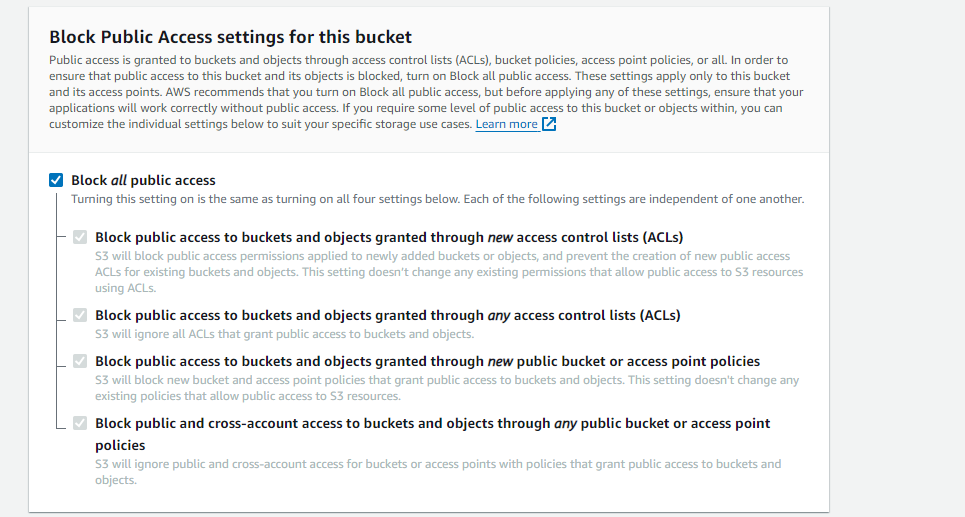 Block Public Access settings for this bucket
Public access is granted to buckets and objects through access control lists (ACLs), bucket policies, access point policies, or all. In order to
ensure that public access to this bucket and its objects is blocked, turn on Block all public access. These settings apply only to this bucket
and its access points. AWS recommends that you turn on Block all public access, but before applying any of these settings, ensure that your
applications will work correctly without public access. If you require some level of public access to this bucket or objects within, you can
customize the individual settings below to suit your specific storage use cases. Learn more
Block all public access
Turning this setting on is the same as turning on all four settings below. Each of the following settings are independent of one another.
Block public access to buckets and objects granted through new access control lists (ACLs)
S3 will block public access permissions applied to newly added buckets or objects, and prevent the creation of new public access
ACLs for existing buckets and objects. This setting doesn't change any existing permissions that allow public access to S3 resources
using ACLs.
Block public access to buckets and objects granted through any access control lists (ACLs)
S3 will ignore all ACLs that grant public access to buckets and objects.
Block public access to buckets and objects granted through new public bucket or access point policies
S3 will block new bucket and access point policies that grant public access to buckets and objects. This setting doesn't change any
existing policies that allow public access to S3 resources.
Block public and cross-account access to buckets and objects through any public bucket or access point
policies
S3 will ignore public and cross-account access for buckets or access points with policies that grant public access to buckets and
objects.